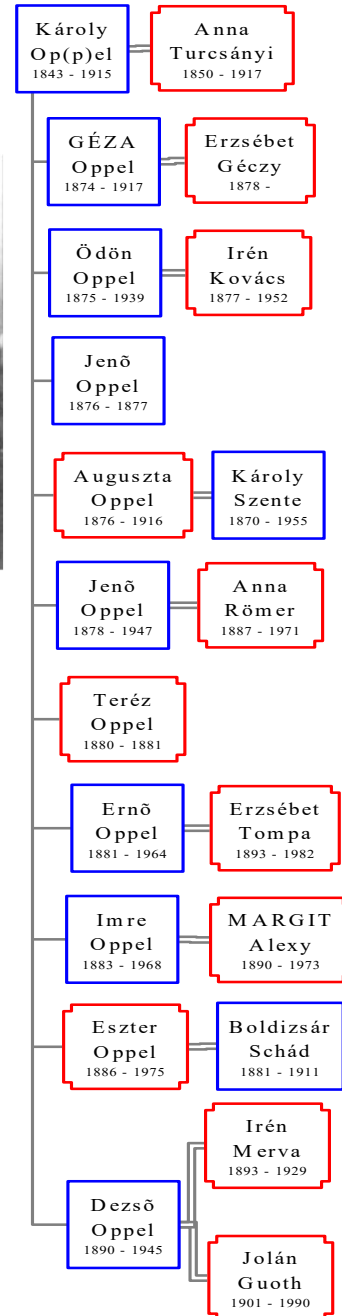 Károly
Op(p)el
1843 - 1915
Anna
Turcsányi
1850 - 1917
GÉZA
Oppel
1874 - 1917
Erzsébet
Géczy
1878 -
Ödön
Oppel
1875 - 1939
Irén
Kovács
1877 - 1952
Jenõ
Oppel
1876 - 1877
Auguszta
Oppel
1876 - 1916
Károly
Szente
1870 - 1955
Jenõ
Oppel
1878 - 1947
Anna
Römer
1887 - 1971
Teréz
Oppel
1880 - 1881
Ernõ
Oppel
1881 - 1964
Erzsébet
Tompa
1893 - 1982
Imre
Oppel
1883 - 1968
MARGIT
Alexy
1890 - 1973
Eszter
Oppel
1886 - 1975
Boldizsár
Schád
1881 - 1911
Irén
Merva
1893 - 1929
Dezsõ
Oppel
1890 - 1945
Jolán
Guoth
1901 - 1990